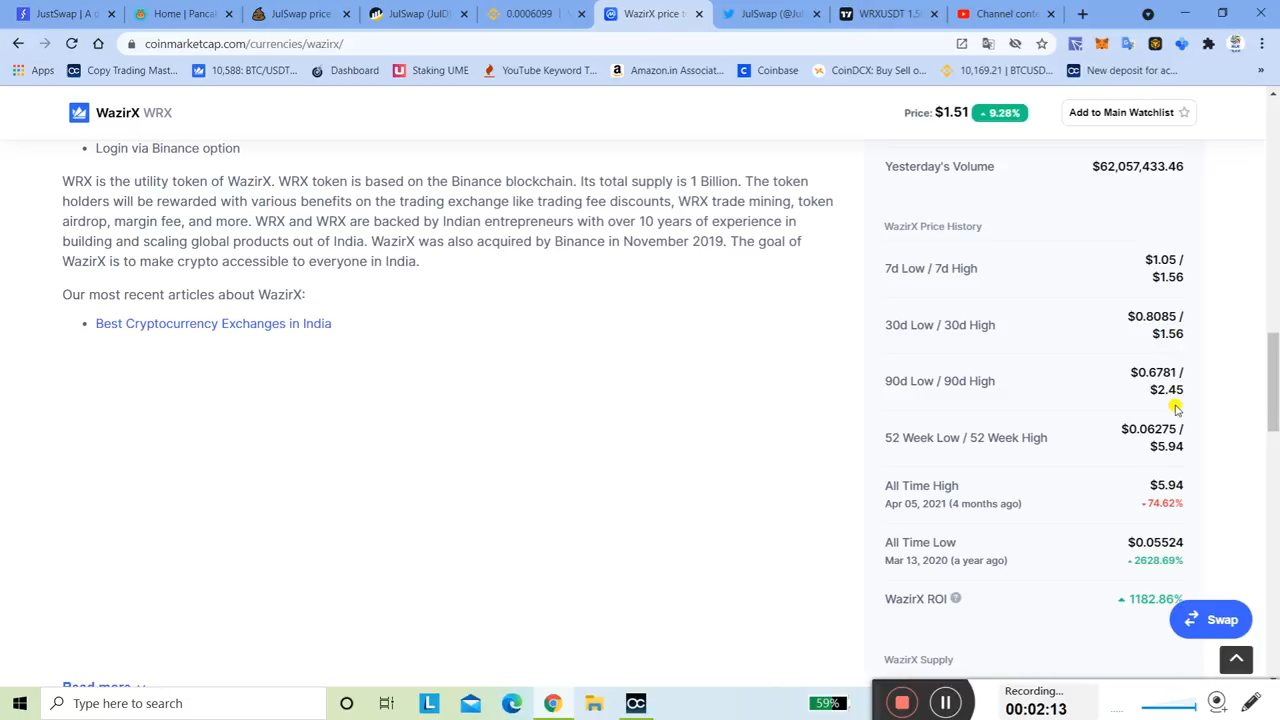 JustSwap
JulSwap pri
JulSwap (JulD
0.0006099
WazirX price t
JulSwap (@Jul
WRXUSDT 1.5
Channel conte
coinmarketcap.com/currencies/wazirx/
Apps
Copy Trading Mast...
10,588: BTC/USDT...
Dashboard
Staking UME
YouTube Keyword T...
Amazon.in Associat...
Coinbase
CoinDCX: Buy Sell o...
10,169.21 | BTCUSD...
New deposit for ac...
»
WazirX WRX
Price: $1.51 9.28%
Add to Main Watchlist
• Login via Binance option
WRX is the utility token of WazirX. WRX token is based on the Binance blockchain. Its total supply is 1 Billion. The token
holders will be rewarded with various benefits on the trading exchange like trading fee discounts, WRX trade mining, token
airdrop, margin fee, and more. WRX and WRX are backed by Indian entrepreneurs with over 10 years of experience in
building and scaling global products out of India. WazirX was also acquired by Binance in November 2019. The goal of
WazirX is to make crypto accessible to everyone in India.
Our most recent articles about WazirX:
• Best Cryptocurrency Exchanges in India
Read more
Yesterday's Volume
$62,057,433.46
WazirX Price History
7d Low / 7d High
$1.05 /
$1.56
30d Low / 30d High
$0.8085 /
$1.56
90d Low / 90d High
$0.6781 /
$2.45
52 Week Low / 52 Week High
$0.06275 /
$5.94
All Time High
$5.94
Apr 05, 2021 (4 months ago)
74.62%
All Time Low
$0.05524
Mar 13, 2020 (a year ago)
2628.69%
WazirX ROI
1182.86%
Swap
WazirX Supply
Type here to search
59%
Recording...
00:02:13